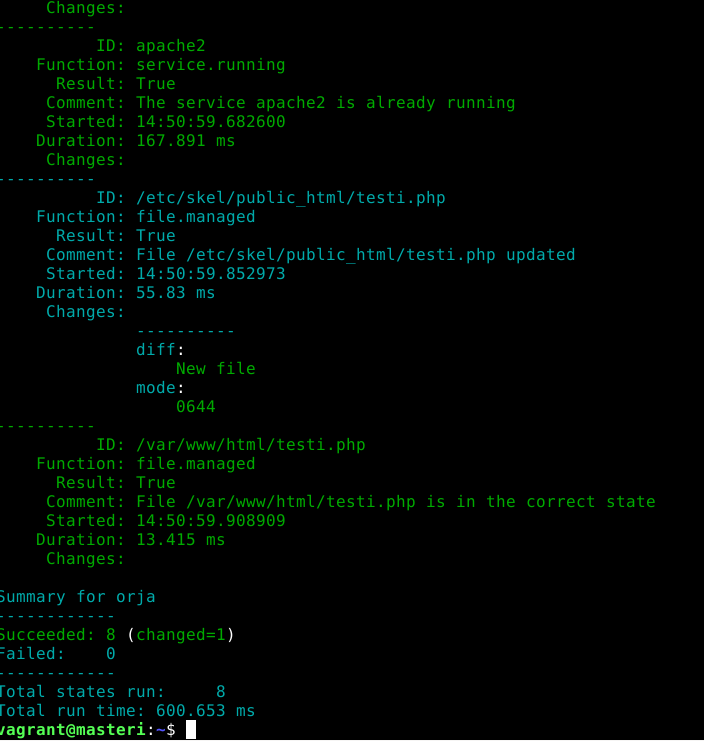 Changes:
----------
ID: apache2
Function: service.running
Result: True
Comment: The service apache2 is already running
Started: 14:50:59.682600
Duration: 167.891 ms
Changes:
----------
ID: /etc/skel/public_html/testi.php
Function: file.managed
Result: True
Comment: File /etc/skel/public_html/testi.php updated
Started: 14:50:59.852973
Duration: 55.83 ms
Changes:
----------
diff:
New file
mode:
0644
----------
ID: /var/www/html/testi.php
Function: file.managed
Result: True
Comment: File /var/www/html/testi.php is in the correct state
Started: 14:50:59.908909
Duration: 13.415 ms
Changes:
Summary for orja
------------
Succeeded: 8 (changed=1)
Failed:    0
------------
Total states run:     8
Total run time: 600.653 ms
vagrant@masteri:~$